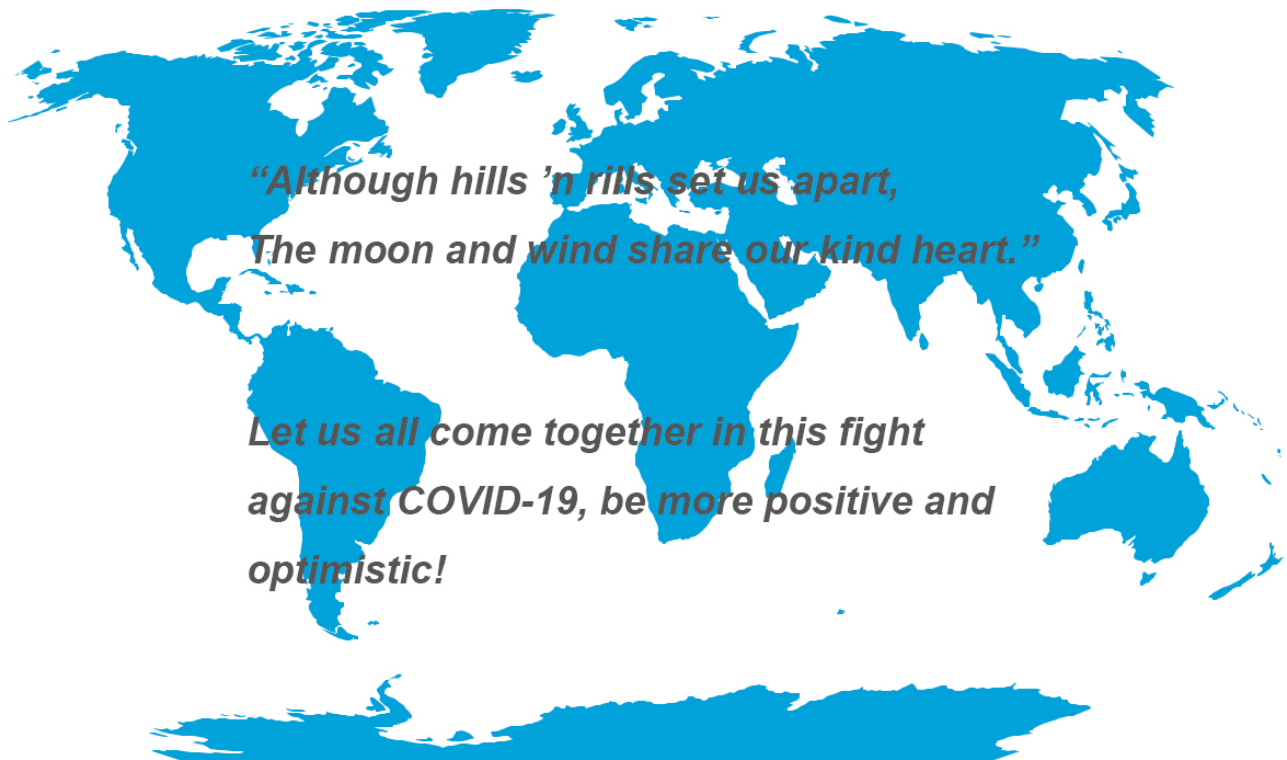 “Although hills ’n rills set us apart,
The moon and wind share our kind heart.”
Let us all come together in this fight
against COVID-19, be more positive and
optimistic!